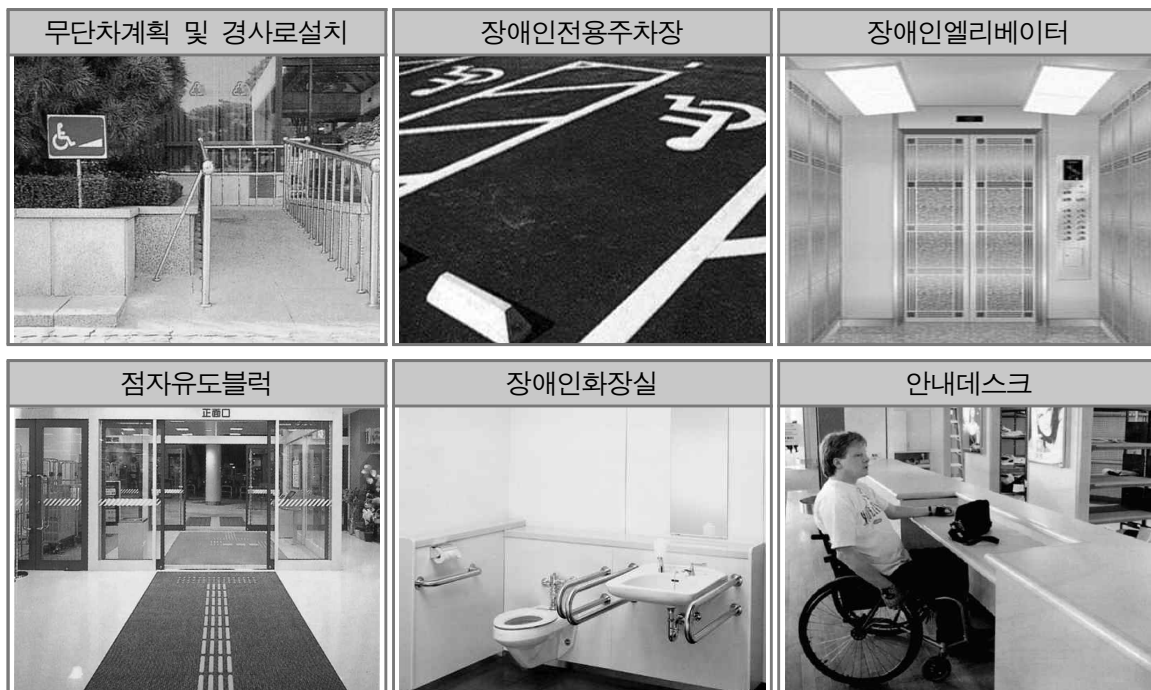 무단차계획 및 경사로설치
장애인전용주차장
장애인엘리베이터
점자유도블럭
장애인화장실
안내데스크
正面口